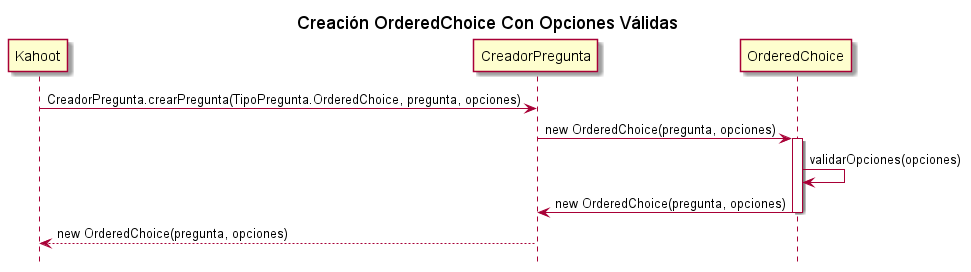 Creación OrderedChoice Con Opciones Válidas
Kahoot
CreadorPregunta
OrderedChoice
CreadorPregunta.crearPregunta(TipoPregunta.OrderedChoice, pregunta, opciones)
new OrderedChoice(pregunta, opciones)
validarOpciones(opciones)
new OrderedChoice(pregunta, opciones)
new OrderedChoice(pregunta, opciones)